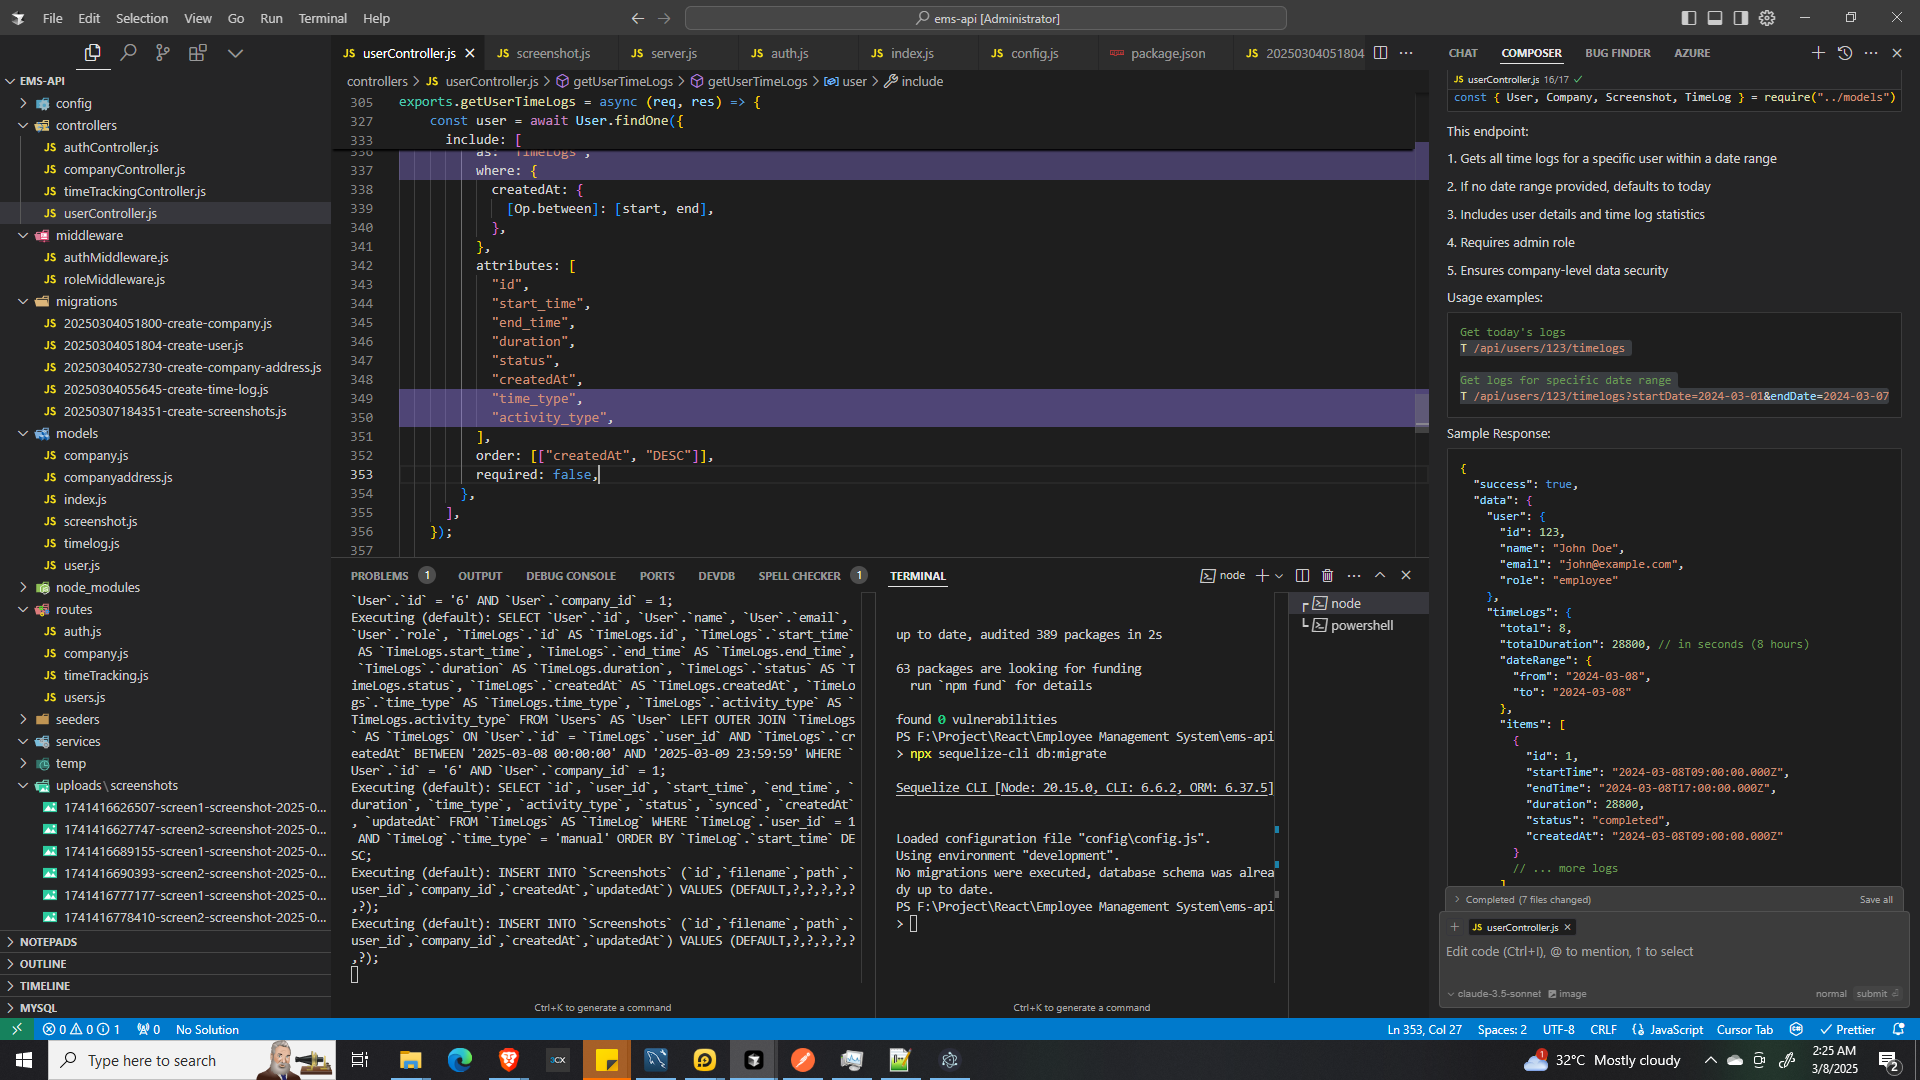 File Edit Selection View Go Run Terminal Help
ems-api [Administrator]
EMS-API
config
controllers
authController.js
companyController.js
timeTrackingController.js
userController.js
middleware
authMiddleware.js
roleMiddleware.js
migrations
20250304051800-create-company.js
20250304051804-create-user.js
20250304052730-create-company-address.js
20250304055645-create-time-log.js
20250307184351-create-screenshots.js
models
company.js
companyaddress.js
index.js
screenshot.js
timelog.js
user.js
node_modules
routes
auth.js
company.js
timeTracking.js
users.js
seeders
services
temp
uploads\screenshots
1741416626507-screen1-screenshot-2025-0...
1741416627747-screen2-screenshot-2025-0...
1741416689155-screen1-screenshot-2025-0...
1741416690393-screen2-screenshot-2025-0...
1741416777177-screen1-screenshot-2025-0...
1741416778410-screen2-screenshot-2025-0...
NOTEPADS
OUTLINE
TIMELINE
MYSQL
JS userController.js JS screenshot.js JS server.js JS auth.js JS index.js JS config.js package.json JS 20250304051804
controllers > JS userController.js > getUserTimeLogs > getUserTimeLogs > user > include
305 exports.getUserTimeLogs = async (req, res) => {
327 const user = await User.findOne({
333 include: [
336 as: "TimeLogs",
337 where: {
338 createdAt: {
339 [Op.between]: [start, end],
340 },
341 },
342 attributes: [
343 "id",
344 "start_time",
345 "end_time",
346 "duration",
347 "status",
348 "createdAt",
349 "time_type",
350 "activity_type",
351 ],
352 order: [["createdAt", "DESC"]],
353 required: false,
354 },
355 ],
356 });
357
PROBLEMS 1 OUTPUT DEBUG CONSOLE PORTS DEVDB SPELL CHECKER 1 TERMINAL
node
`User`.`id` = '6' AND `User`.`company_id` = 1;
Executing (default): SELECT `User`.`id`, `User`.`name`, `User`.`email`,
`User`.`role`, `TimeLogs`.`id` AS `TimeLogs.id`, `TimeLogs`.`start_time`
AS `TimeLogs.start_time`, `TimeLogs`.`end_time` AS `TimeLogs.end_time`,
`TimeLogs`.`duration` AS `TimeLogs.duration`, `TimeLogs`.`status` AS `T
imeLogs.status`, `TimeLogs`.`createdAt` AS `TimeLogs.createdAt`, `TimeLo
gs`.`time_type` AS `TimeLogs.time_type`, `TimeLogs`.`activity_type` AS `
TimeLogs.activity_type` FROM `Users` AS `User` LEFT OUTER JOIN `TimeLogs
` AS `TimeLogs` ON `User`.`id` = `TimeLogs`.`user_id` AND `TimeLogs`.`cr
eatedAt` BETWEEN '2025-03-08 00:00:00' AND '2025-03-09 23:59:59' WHERE `
User`.`id` = '6' AND `User`.`company_id` = 1;
Executing (default): SELECT `id`, `user_id`, `start_time`, `end_time`, `
duration`, `time_type`, `activity_type`, `status`, `synced`, `createdAt`
, `updatedAt` FROM `TimeLogs` AS `TimeLog` WHERE `TimeLog`.`user_id` = 1
AND `TimeLog`.`time_type` = 'manual' ORDER BY `TimeLog`.`start_time` DE
SC;
Executing (default): INSERT INTO `Screenshots` (`id`,`filename`,`path`,`
user_id`,`company_id`,`createdAt`,`updatedAt`) VALUES (DEFAULT,?,?,?,?,?
,?);
Executing (default): INSERT INTO `Screenshots` (`id`,`filename`,`path`,`
user_id`,`company_id`,`createdAt`,`updatedAt`) VALUES (DEFAULT,?,?,?,?,?
,?);
Ctrl+K to generate a command
up to date, audited 389 packages in 2s
63 packages are looking for funding
run `npm fund` for details
found 0 vulnerabilities
PS F:\Project\React\Employee Management System\ems-api
> npx sequelize-cli db:migrate
Sequelize CLI [Node: 20.15.0, CLI: 6.6.2, ORM: 6.37.5]
Loaded configuration file "config\config.js".
Using environment "development".
No migrations were executed, database schema was alrea
dy up to date.
PS F:\Project\React\Employee Management System\ems-api
>
Ctrl+K to generate a command
node
powershell
CHAT COMPOSER BUG FINDER AZURE
JS userController.js 16/17
const { User, Company, Screenshot, TimeLog } = require("../models")
This endpoint:
1. Gets all time logs for a specific user within a date range
2. If no date range provided, defaults to today
3. Includes user details and time log statistics
4. Requires admin role
5. Ensures company-level data security
Usage examples:
Get today's logs
T /api/users/123/timelogs
Get logs for specific date range
T /api/users/123/timelogs?startDate=2024-03-01&endDate=2024-03-07
Sample Response:
{
"success": true,
"data": {
"user": {
"id": 123,
"name": "John Doe",
"email": "john@example.com",
"role": "employee"
},
"timeLogs": {
"total": 8,
"totalDuration": 28800, // in seconds (8 hours)
"dateRange": {
"from": "2024-03-08",
"to": "2024-03-08"
},
"items": [
{
"id": 1,
"startTime": "2024-03-08T09:00:00.000Z",
"endTime": "2024-03-08T17:00:00.000Z",
"duration": 28800,
"status": "completed",
"createdAt": "2024-03-08T09:00:00.000Z"
}
// ... more logs
]
Completed (7 files changed) Save all
JS userController.js
Edit code (Ctrl+I), @ to mention, ↑ to select
claude-3.5-sonnet image normal submit
0 0 1 0 No Solution
Ln 353, Col 27 Spaces: 2 UTF-8 CRLF JavaScript Cursor Tab Prettier
Type here to search
1 32°C Mostly cloudy
2:25 AM
3/8/2025
2